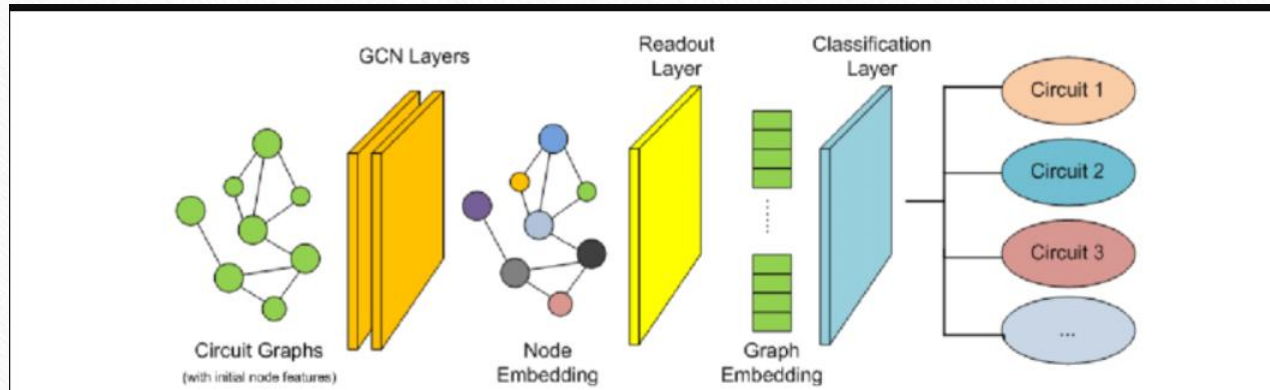 GCN Layers
Readout
Layer
Classification
Layer
Circuit 1
Circuit 2
Circuit 3
...
Circuit Graphs
(with initial node features)
Node
Embedding
Graph
Embedding